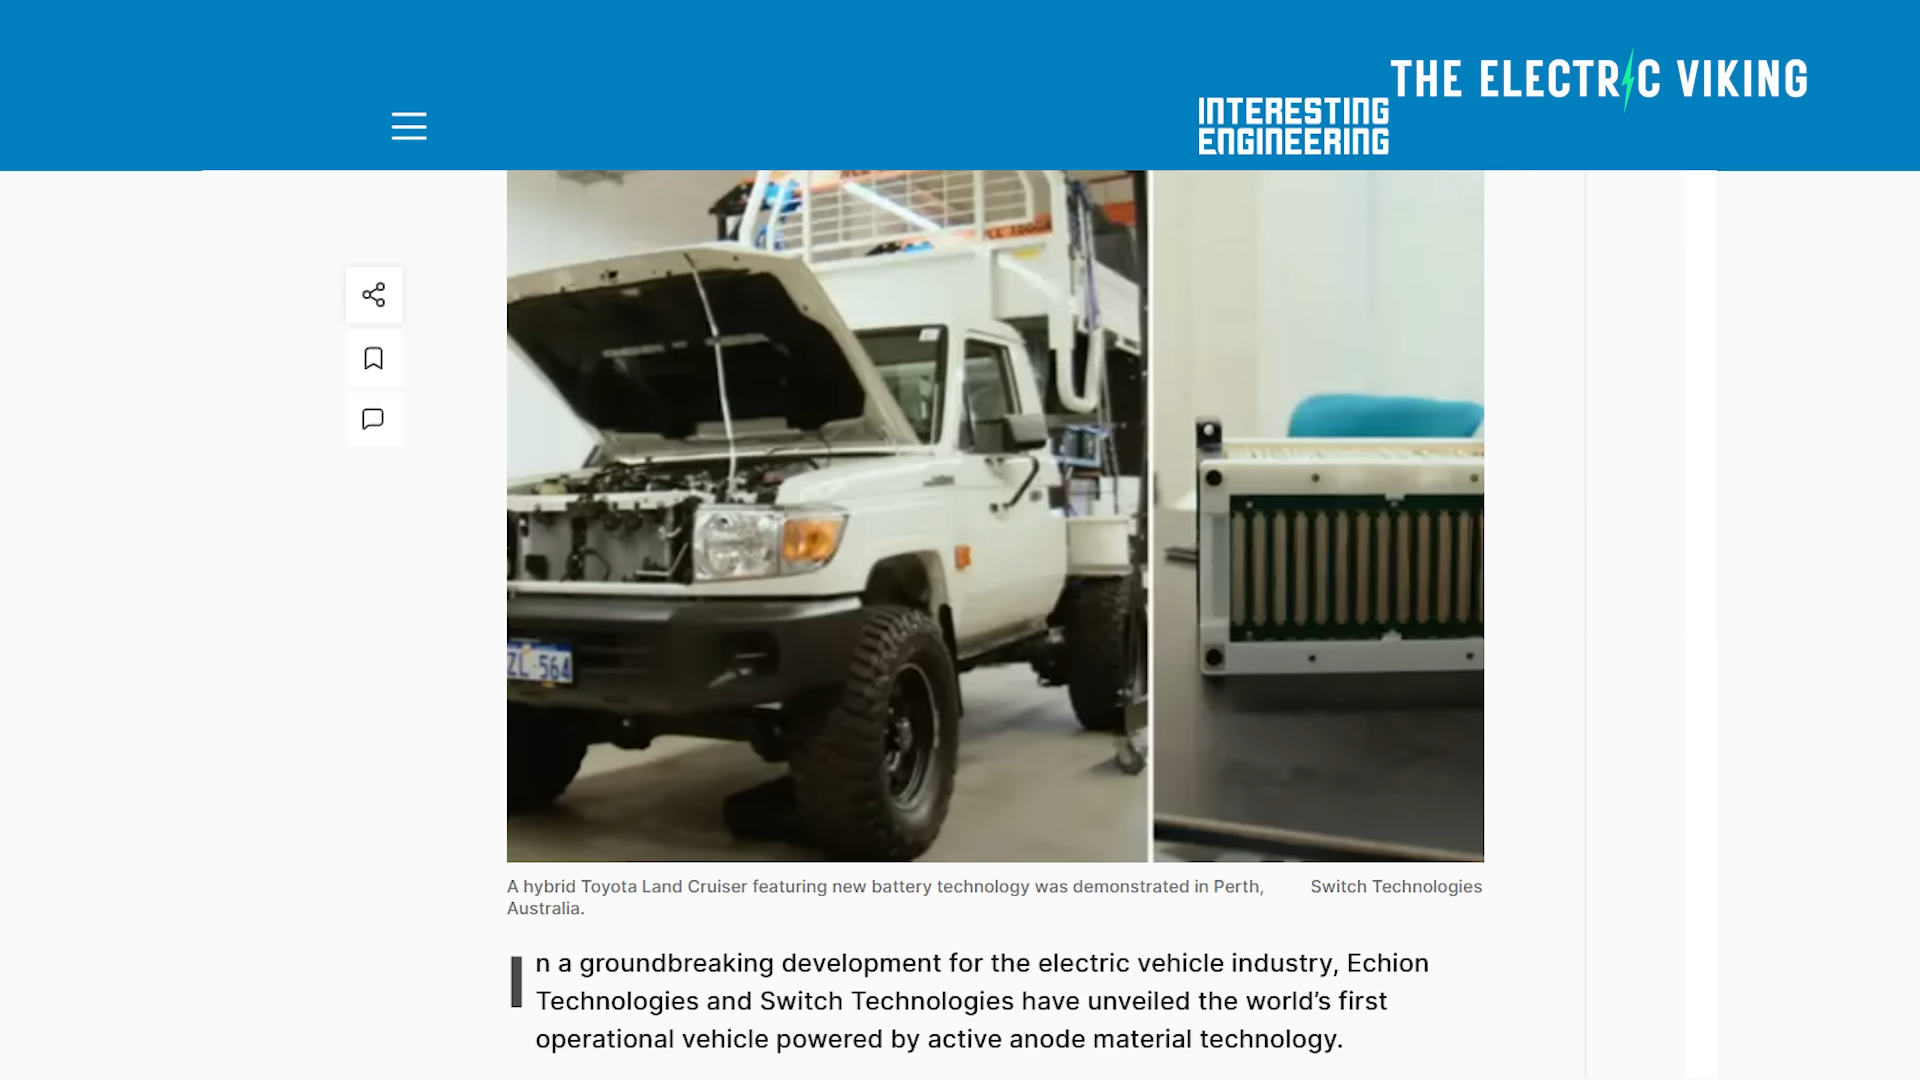 THE ELECTRIC VIKING
INTERESTING
ENGINEERING
ZL·564
A hybrid Toyota Land Cruiser featuring new battery technology was demonstrated in Perth,
Australia.
Switch Technologies
In a groundbreaking development for the electric vehicle industry, Echion
Technologies and Switch Technologies have unveiled the world’s first
operational vehicle powered by active anode material technology.